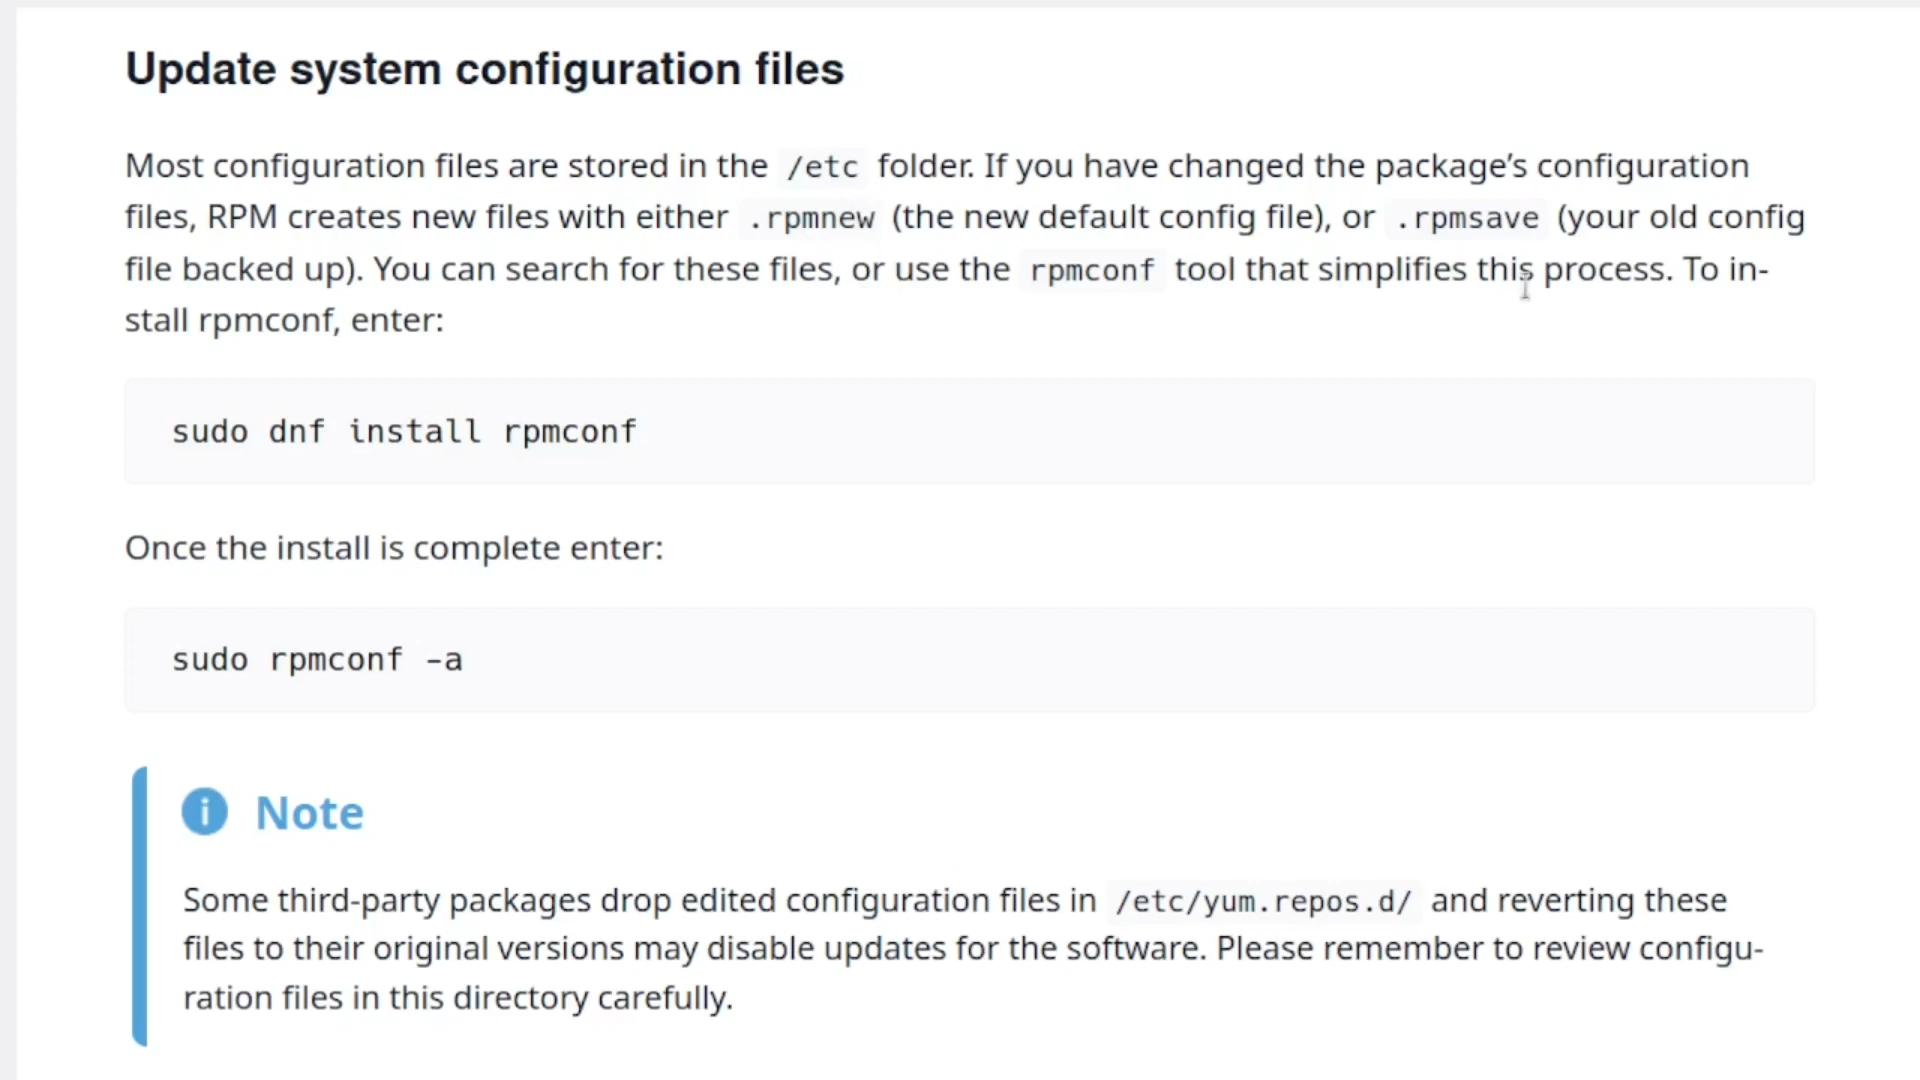 Update system configuration files
Most configuration files are stored in the /etc folder. If you have changed the package’s configuration
files, RPM creates new files with either .rpmnew (the new default config file), or .rpmsave (your old config
file backed up). You can search for these files, or use the rpmconf tool that simplifies this process. To in-
stall rpmconf, enter:
sudo dnf install rpmconf
Once the install is complete enter:
sudo rpmconf -a
Note
Some third-party packages drop edited configuration files in /etc/yum.repos.d/ and reverting these
files to their original versions may disable updates for the software. Please remember to review configu-
ration files in this directory carefully.